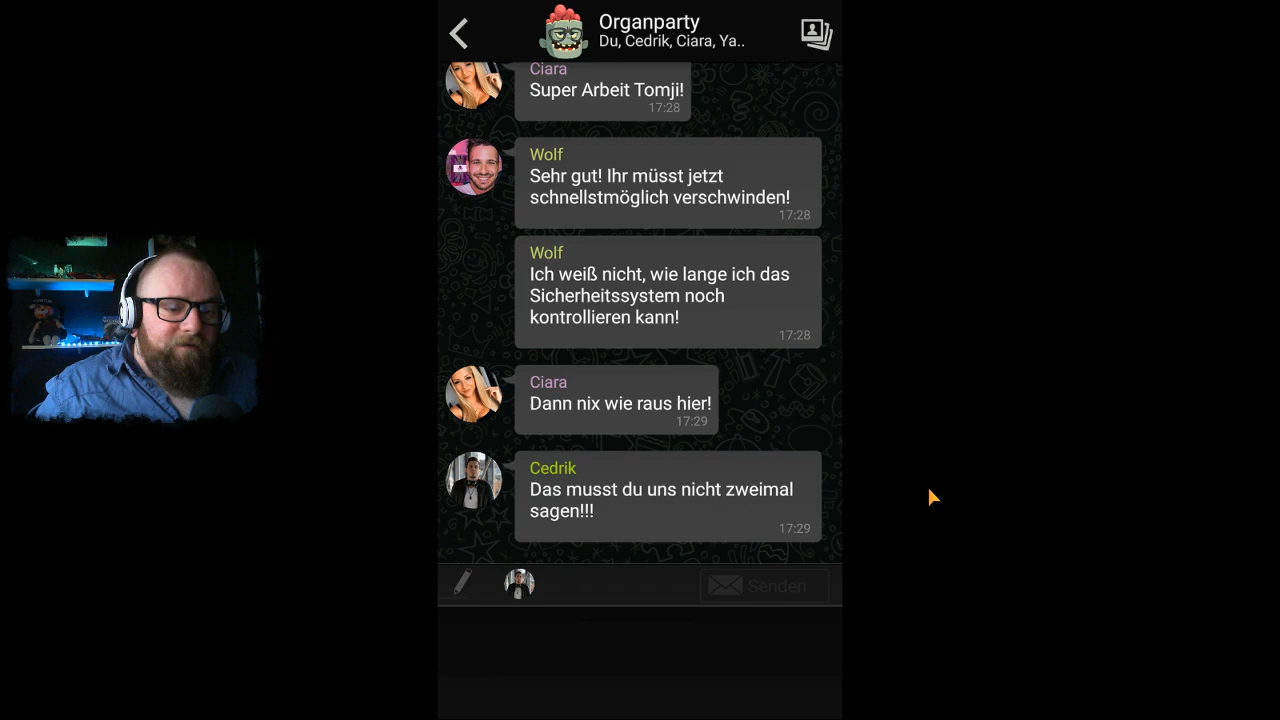 Organparty
Du, Cedrik, Ciara, Ya..
Ciara
Super Arbeit Tomji!
17:28
Wolf
Sehr gut! Ihr müsst jetzt
schnellstmöglich verschwinden!
17:28
Wolf
Ich weiß nicht, wie lange ich das
Sicherheitssystem noch
kontrollieren kann!
17:28
Ciara
Dann nix wie raus hier!
17:29
Cedrik
Das musst du uns nicht zweimal
sagen!!!
17:29
Senden